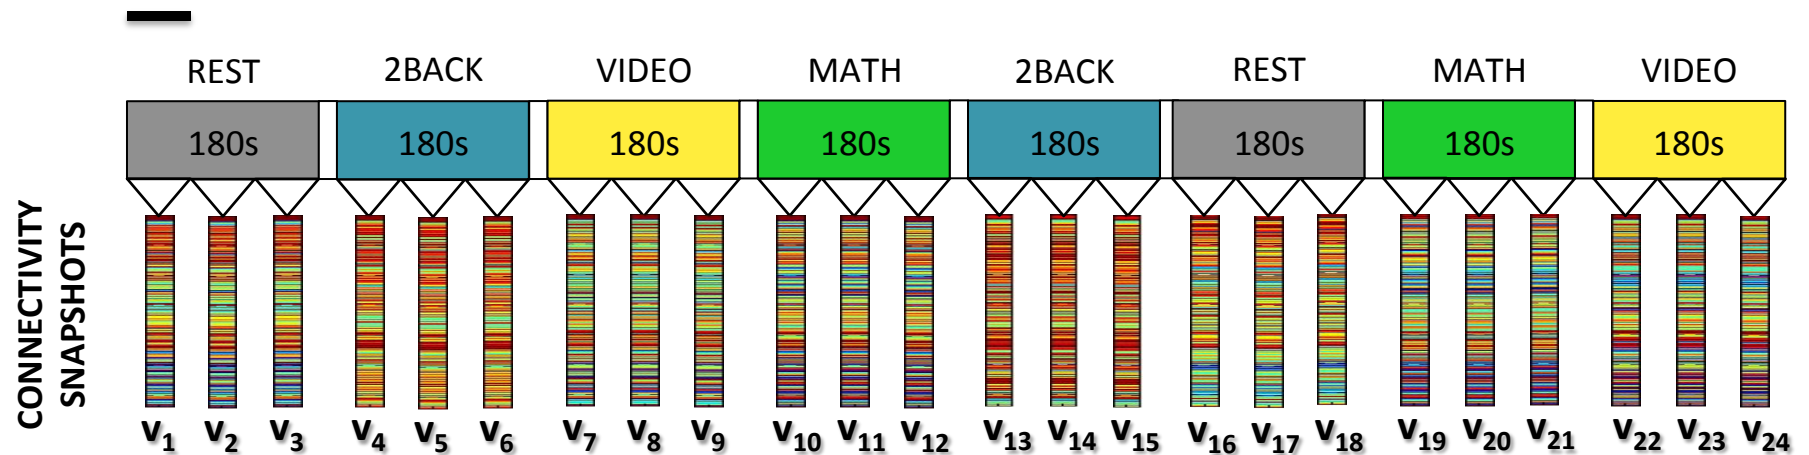 REST 2BACK VIDEO MATH 2BACK REST MATH VIDEO
180s 180s 180s 180s 180s 180s 180s 180s
CONNECTIVITY
SNAPSHOTS
v1 v2 v3 v4 v5 v6 v7 v8 v9 v10 v11 v12 v13 v14 v15 v16 v17 v18 v19 v20 v21 v22 v23 v24